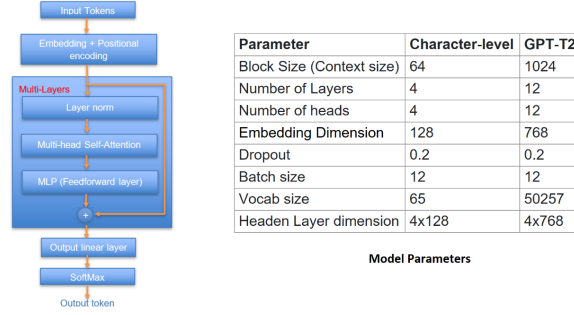 Input Tokens
Embedding + Positional
encoding
Multi-Layers
Layer norm
Multi-head Self-Attention
MLP (Feedforward layer)
+
Output linear layer
SoftMax
Output token
Parameter Character-level GPT-T2
Block Size (Context size) 64 1024
Number of Layers 4 12
Number of heads 4 12
Embedding Dimension 128 768
Dropout 0.2 0.2
Batch size 12 12
Vocab size 65 50257
Headen Layer dimension 4x128 4x768
Model Parameters